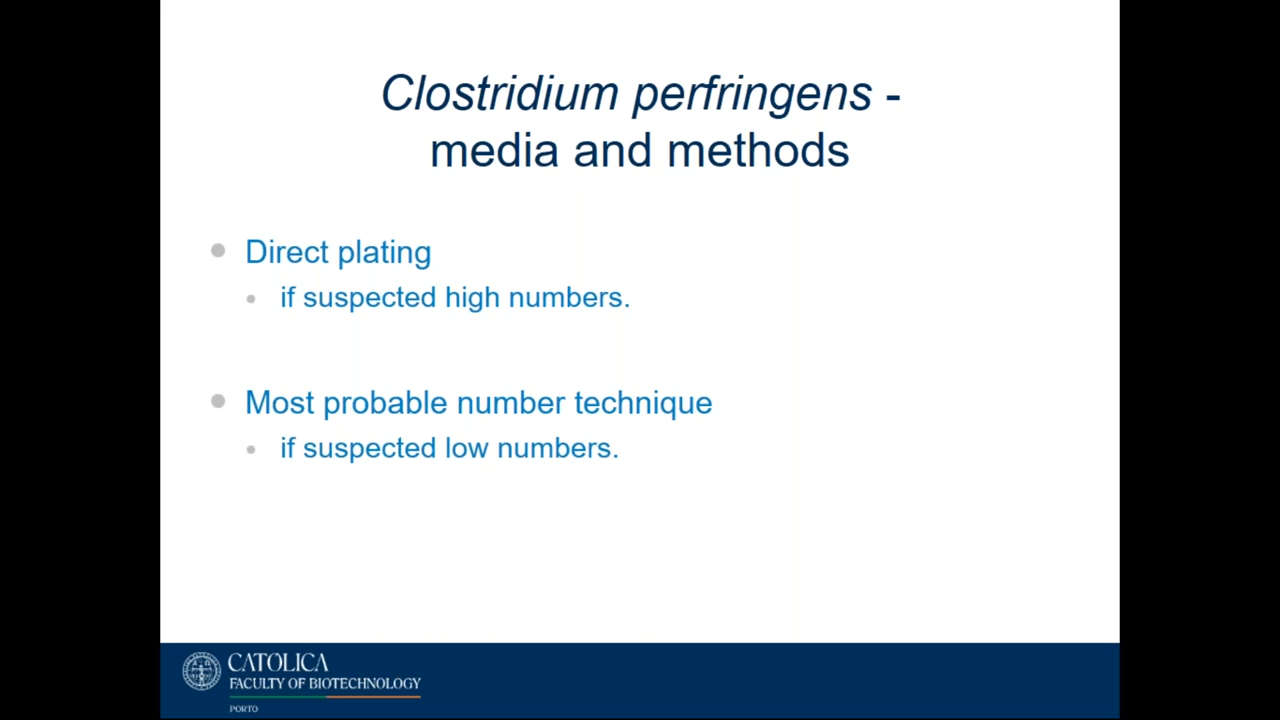 Clostridium perfringens -
media and methods
Direct plating
if suspected high numbers.
Most probable number technique
if suspected low numbers.
CATOLICA
FACULTY OF BIOTECHNOLOGY
PORTO